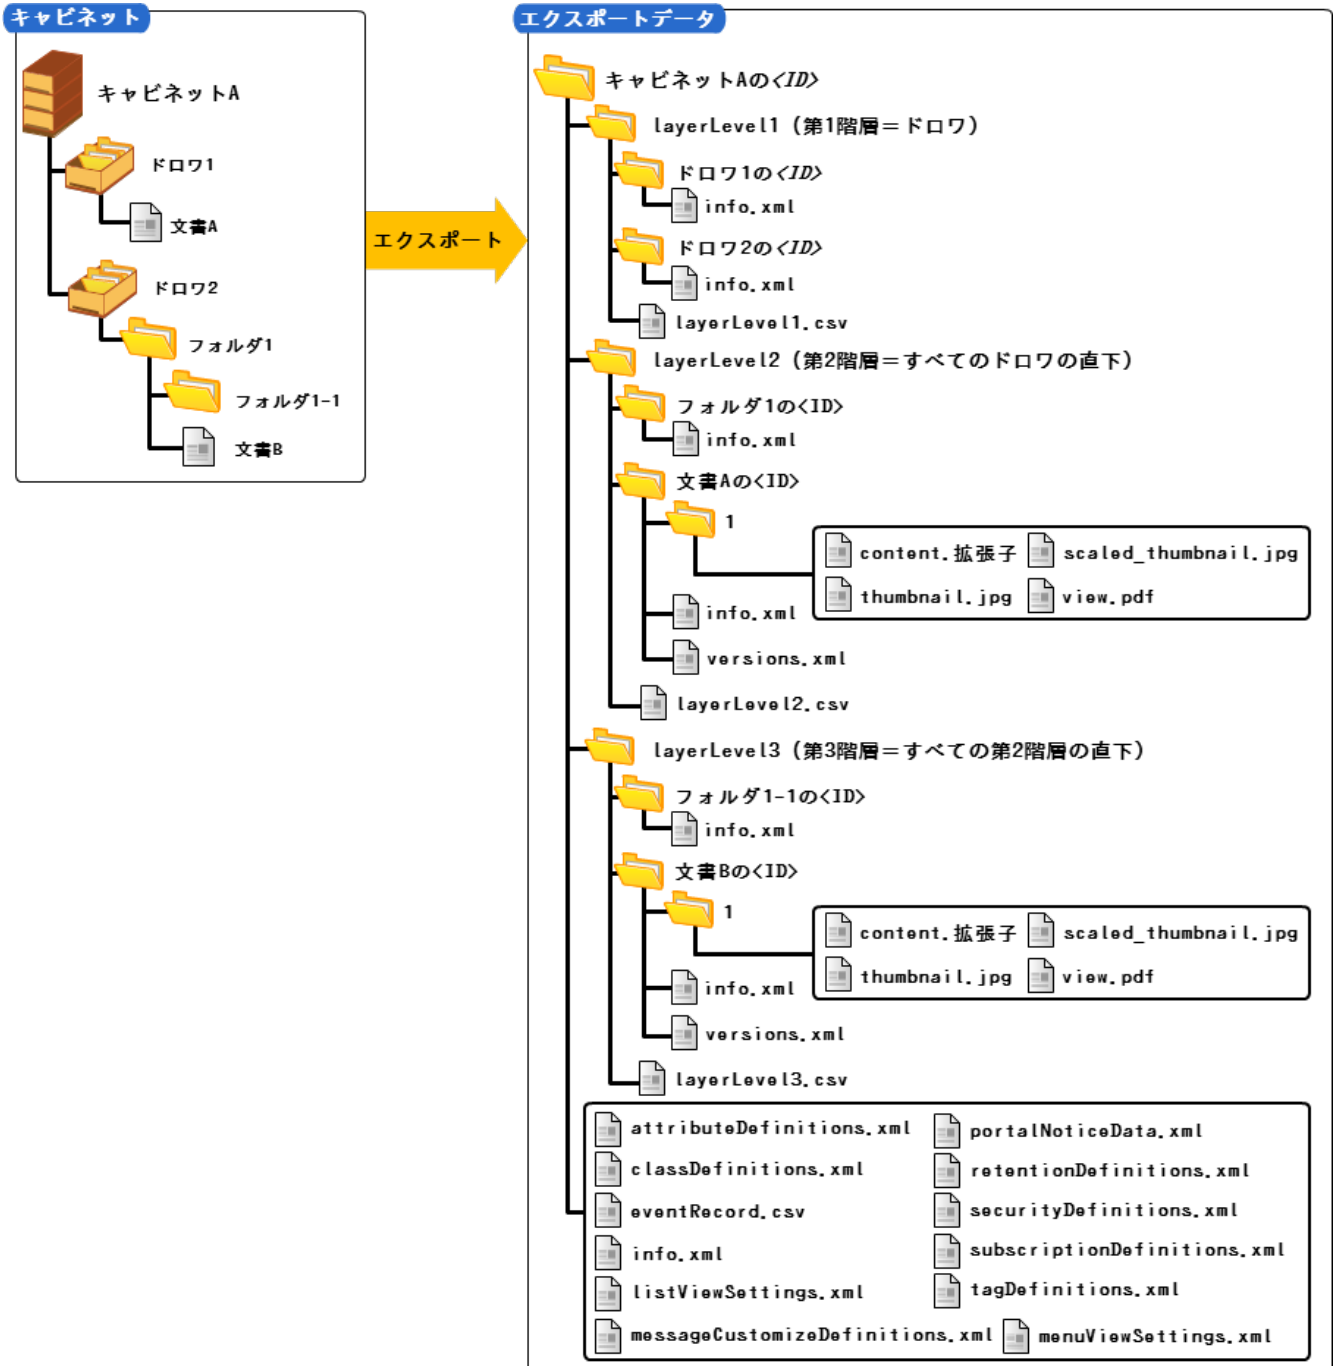 キャビネット
キャビネットA
ドロワ1
文書A
ドロワ2
フォルダ1
フォルダ1-1
文書B
エクスポート
エクスポートデータ
キャビネットAの<ID>
layerLevel1（第1階層＝ドロワ）
ドロワ1の<ID>
info.xml
ドロワ2の<ID>
info.xml
layerLevel1.csv
layerLevel2（第2階層＝すべてのドロワの直下）
フォルダ1の<ID>
info.xml
文書Aの<ID>
1
content.拡張子 scaled_thumbnail.jpg
thumbnail.jpg view.pdf
info.xml
versions.xml
layerLevel2.csv
layerLevel3（第3階層＝すべての第2階層の直下）
フォルダ1-1の<ID>
info.xml
文書Bの<ID>
1
content.拡張子 scaled_thumbnail.jpg
thumbnail.jpg view.pdf
info.xml
versions.xml
layerLevel3.csv
attributeDefinitions.xml portalNoticeData.xml
classDefinitions.xml retentionDefinitions.xml
eventRecord.csv securityDefinitions.xml
info.xml subscriptionDefinitions.xml
listViewSettings.xml tagDefinitions.xml
messageCustomizeDefinitions.xml menuViewSettings.xml